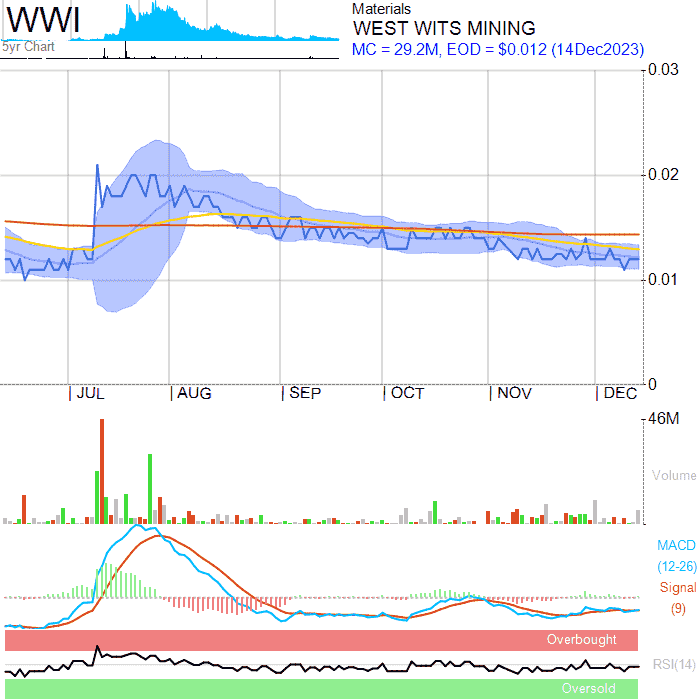 WWI
5yr Chart
Materials
WEST WITS MINING
MC = 29.2M, EOD = $0.012 (14Dec2023)
0.03
0.02
0.01
0
JUL AUG SEP OCT NOV DEC
46M
Volume
MACD
(12-26)
Signal
(9)
Overbought
RSI(14)
Oversold